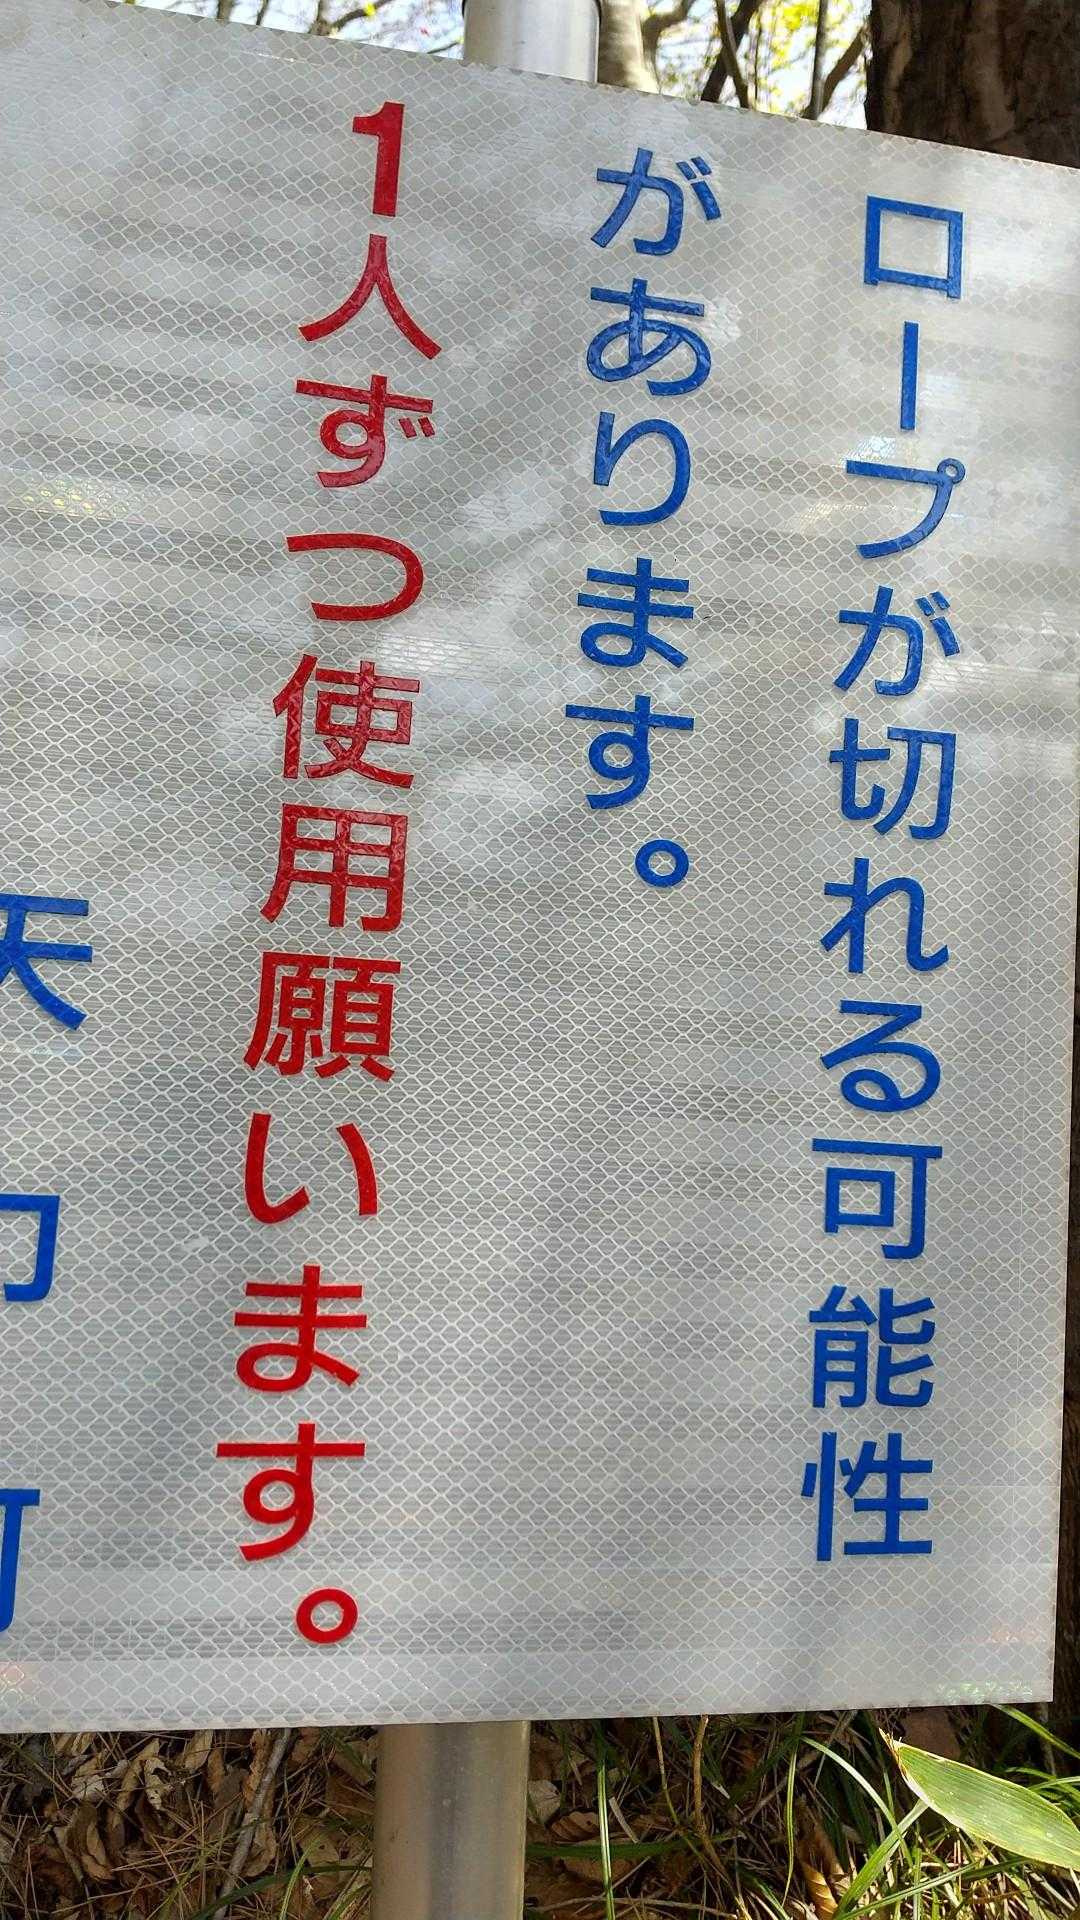 ロープが切れる可能性
があります。
1人ずつ使用願います。